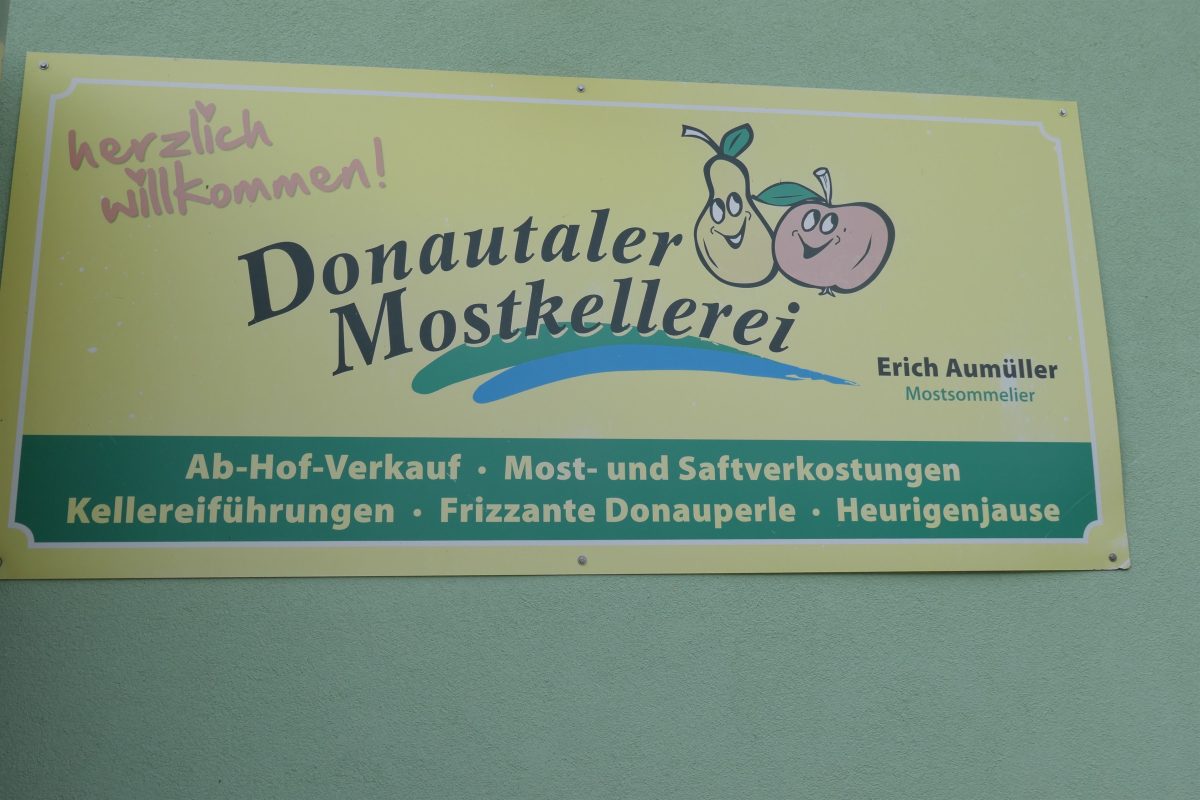 herzlich
willkommen!
Donautaler
Mostkellerei
Erich Aumüller
Mostsommelier
Ab-Hof-Verkauf · Most- und Saftverkostungen
Kellereiführungen · Frizzante Donauperle · Heurigenjause